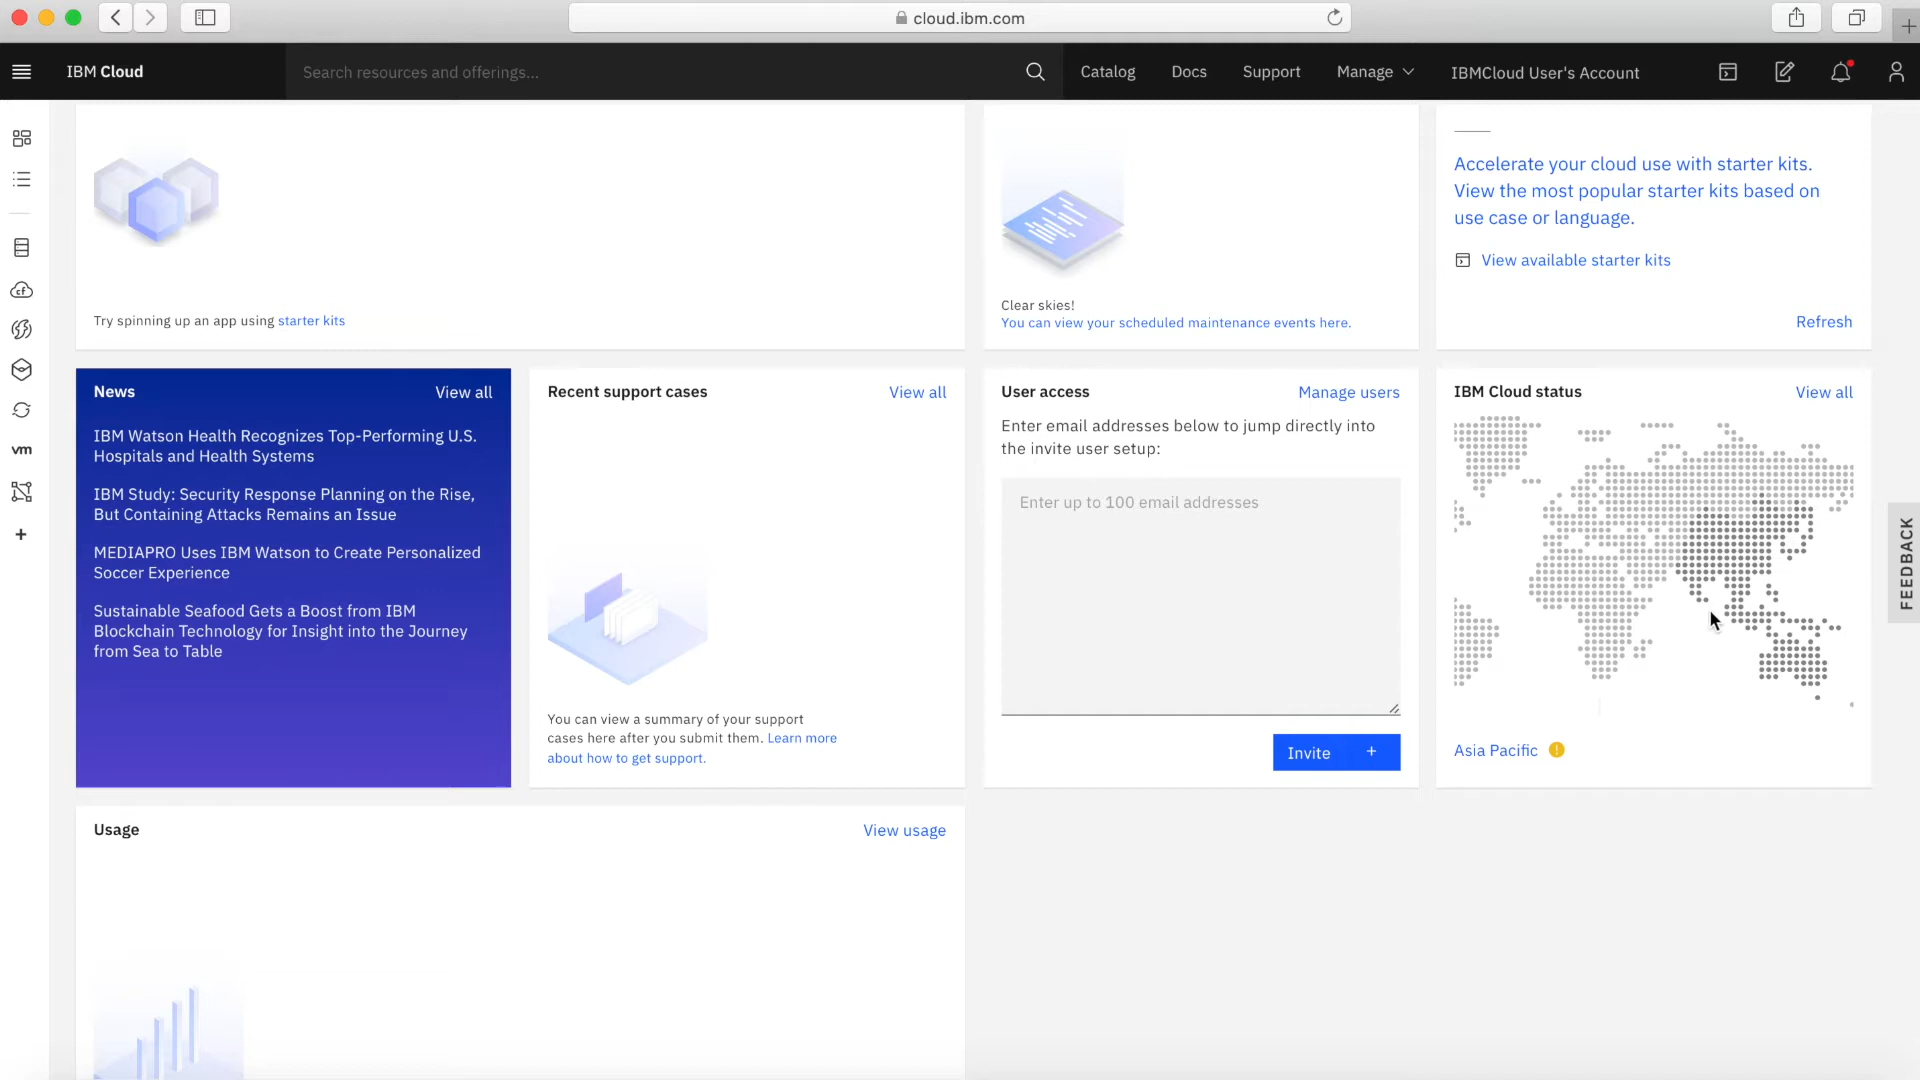 cloud.ibm.com
IBM Cloud
Search resources and offerings...
Catalog
Docs
Support
Manage
IBMCloud User's Account
Try spinning up an app using starter kits
Clear skies!
You can view your scheduled maintenance events here.
Accelerate your cloud use with starter kits.
View the most popular starter kits based on
use case or language.
View available starter kits
Refresh
cf
vm
News
View all
IBM Watson Health Recognizes Top-Performing U.S.
Hospitals and Health Systems
IBM Study: Security Response Planning on the Rise,
But Containing Attacks Remains an Issue
MEDIAPRO Uses IBM Watson to Create Personalized
Soccer Experience
Sustainable Seafood Gets a Boost from IBM
Blockchain Technology for Insight into the Journey
from Sea to Table
Recent support cases
View all
You can view a summary of your support
cases here after you submit them. Learn more
about how to get support.
User access
Manage users
Enter email addresses below to jump directly into
the invite user setup:
Enter up to 100 email addresses
Invite +
IBM Cloud status
View all
Asia Pacific
FEEDBACK
Usage
View usage